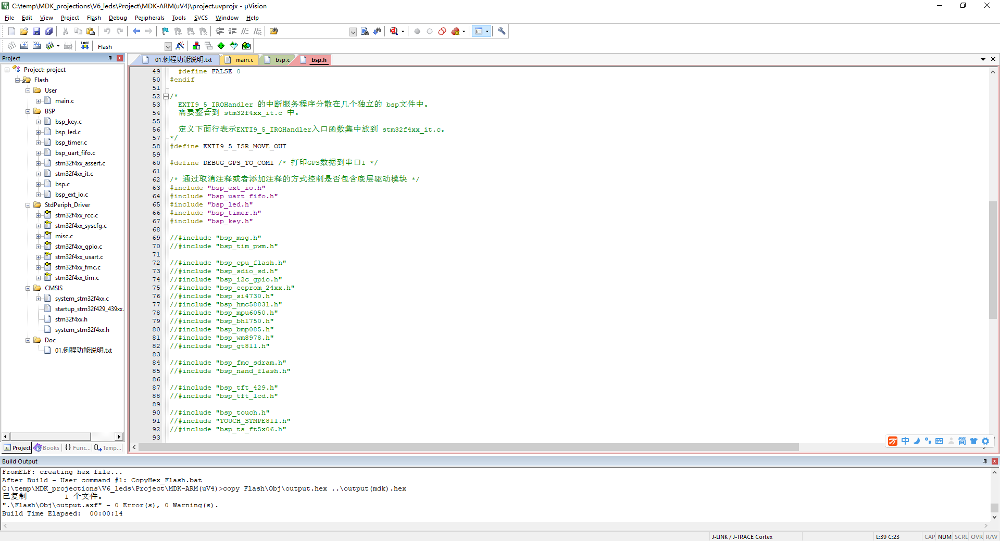 C:\temp\MDK_projections\V6_leds\Project\MDK-ARM(uV4)\project.uvprojx - µVision
File Edit View Project Flash Debug Peripherals Tools SVCS Window Help
LOAD Flash
Project
Project: project
Flash
User
main.c
BSP
bsp_key.c
bsp_led.c
bsp_timer.c
bsp_uart_fifo.c
stm32f4xx_assert.c
stm32f4xx_it.c
bsp.c
bsp_ext_io.c
StdPeriph_Driver
stm32f4xx_rcc.c
stm32f4xx_syscfg.c
misc.c
stm32f4xx_gpio.c
stm32f4xx_usart.c
stm32f4xx_fmc.c
stm32f4xx_tim.c
CMSIS
system_stm32f4xx.c
startup_stm32f429_439xx.
stm32f4xx.h
system_stm32f4xx.h
Doc
01.例程功能说明.txt
Project Books {} Func... Temp...
01.例程功能说明.txt main.c bsp.c bsp.h
49 #define FALSE 0
50 #endif
51
52 /*
53 EXTI9_5_IRQHandler 的中断服务程序分散在几个独立的 bsp文件中。
54 需要整合到 stm32f4xx_it.c 中。
55
56 定义下面行表示EXTI9_5_IRQHandler入口函数集中放到 stm32f4xx_it.c。
57 */
58 #define EXTI9_5_ISR_MOVE_OUT
59
60 #define DEBUG_GPS_TO_COM1 /* 打印GPS数据到串口1 */
61
62 /* 通过取消注释或者添加注释的方式控制是否包含底层驱动模块 */
63 #include "bsp_ext_io.h"
64 #include "bsp_uart_fifo.h"
65 #include "bsp_led.h"
66 #include "bsp_timer.h"
67 #include "bsp_key.h"
68
69 //#include "bsp_msg.h"
70 //#include "bsp_tim_pwm.h"
71
72 //#include "bsp_cpu_flash.h"
73 //#include "bsp_sdio_sd.h"
74 //#include "bsp_i2c_gpio.h"
75 //#include "bsp_eeprom_24xx.h"
76 //#include "bsp_si4730.h"
77 //#include "bsp_hmc5883l.h"
78 //#include "bsp_mpu6050.h"
79 //#include "bsp_bh1750.h"
80 //#include "bsp_bmp085.h"
81 //#include "bsp_wm8978.h"
82 //#include "bsp_gt811.h"
83
84 //#include "bsp_fmc_sdram.h"
85 //#include "bsp_nand_flash.h"
86
87 //#include "bsp_tft_429.h"
88 //#include "bsp_tft_lcd.h"
89
90 //#include "bsp_touch.h"
91 //#include "TOUCH_STMPE811.h"
92 //#include "bsp_ts_ft5x06.h"
93
中 简
Build Output
FromELF: creating hex file...
After Build - User command #1: CopyHex_Flash.bat
C:\temp\MDK_projections\V6_leds\Project\MDK-ARM(uV4)>copy Flash\Obj\output.hex ..\output(mdk).hex
已复制 1 个文件。
".\Flash\Obj\output.axf" - 0 Error(s), 0 Warning(s).
Build Time Elapsed: 00:00:14
J-LINK / J-TRACE Cortex L:39 C:23 CAP NUM SCRL OVR R/W